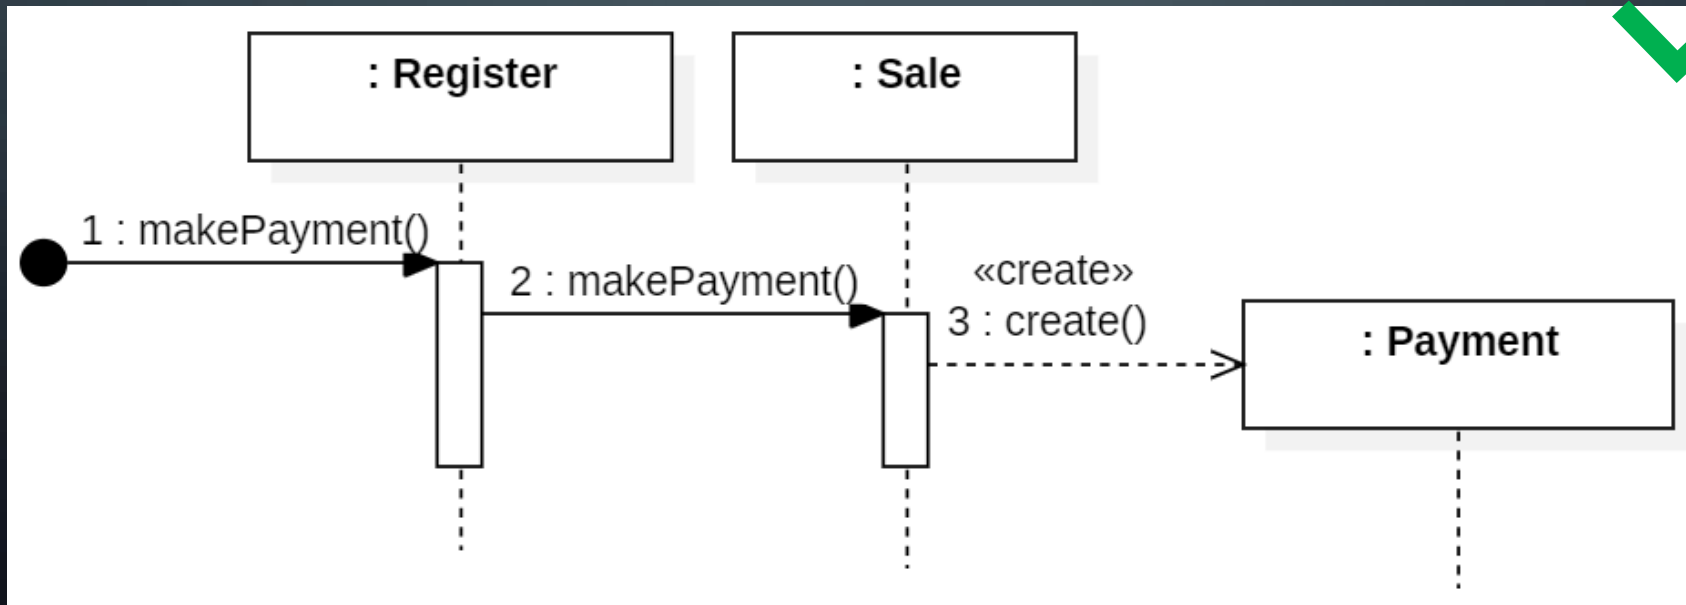 : Register
: Sale
1 : makePayment()
2 : makePayment()
«create»
3 : create()
: Payment